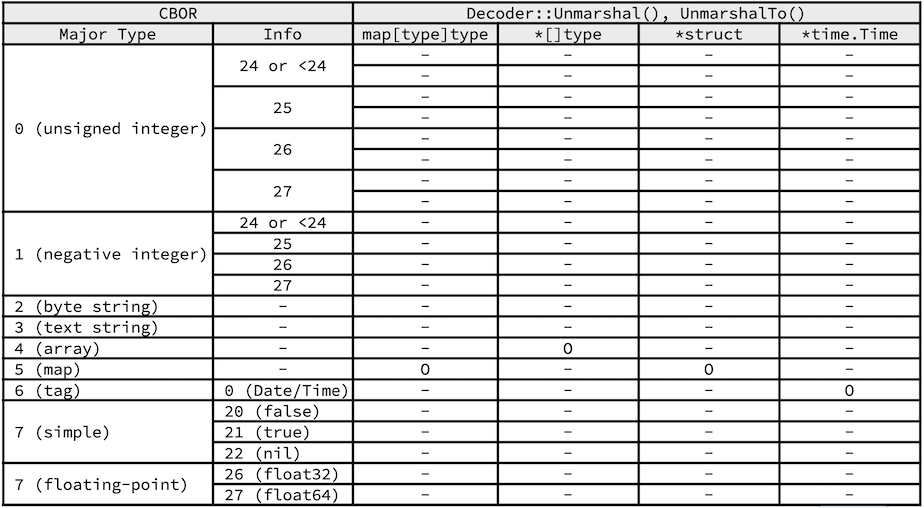 CBOR Decoder::Unmarshal(), UnmarshalTo()
Major Type Info map[type]type *[]type *struct *time.Time
0 (unsigned integer) 24 or <24 - - - -
- - - -
25 - - - -
- - - -
26 - - - -
- - - -
27 - - - -
- - - -
1 (negative integer) 24 or <24 - - - -
25 - - - -
26 - - - -
27 - - - -
2 (byte string) - - - - -
3 (text string) - - - - -
4 (array) - - O - -
5 (map) - O - O -
6 (tag) 0 (Date/Time) - - - O
7 (simple) 20 (false) - - - -
21 (true) - - - -
22 (nil) - - - -
7 (floating-point) 26 (float32) - - - -
27 (float64) - - - -